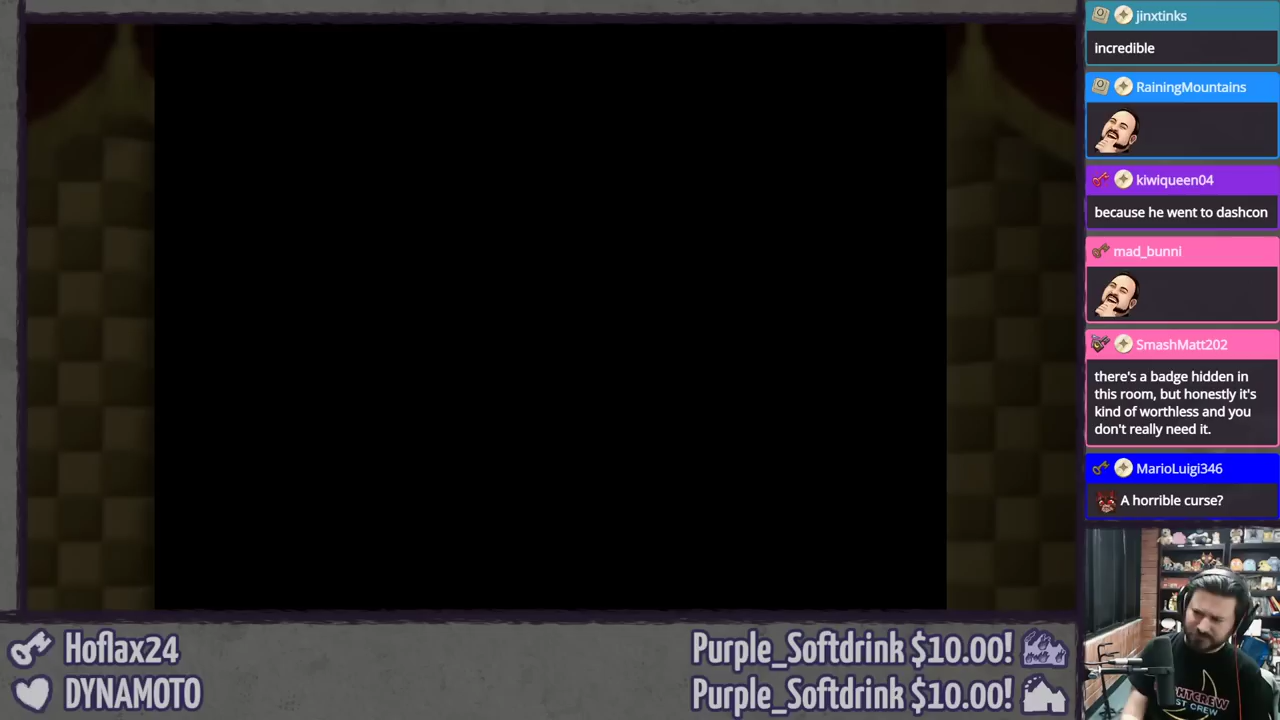 jinxtinks
incredible
RainingMountains
kiwiqueen04
because he went to dashcon
mad_bunni
SmashMatt202
there's a badge hidden in
this room, but honestly it's
kind of worthless and you
don't really need it.
MarioLuigi346
A horrible curse?
Hoflax24
DYNAMOTO
Purple_Softdrink $10.00!
Purple_Softdrink $10.00!